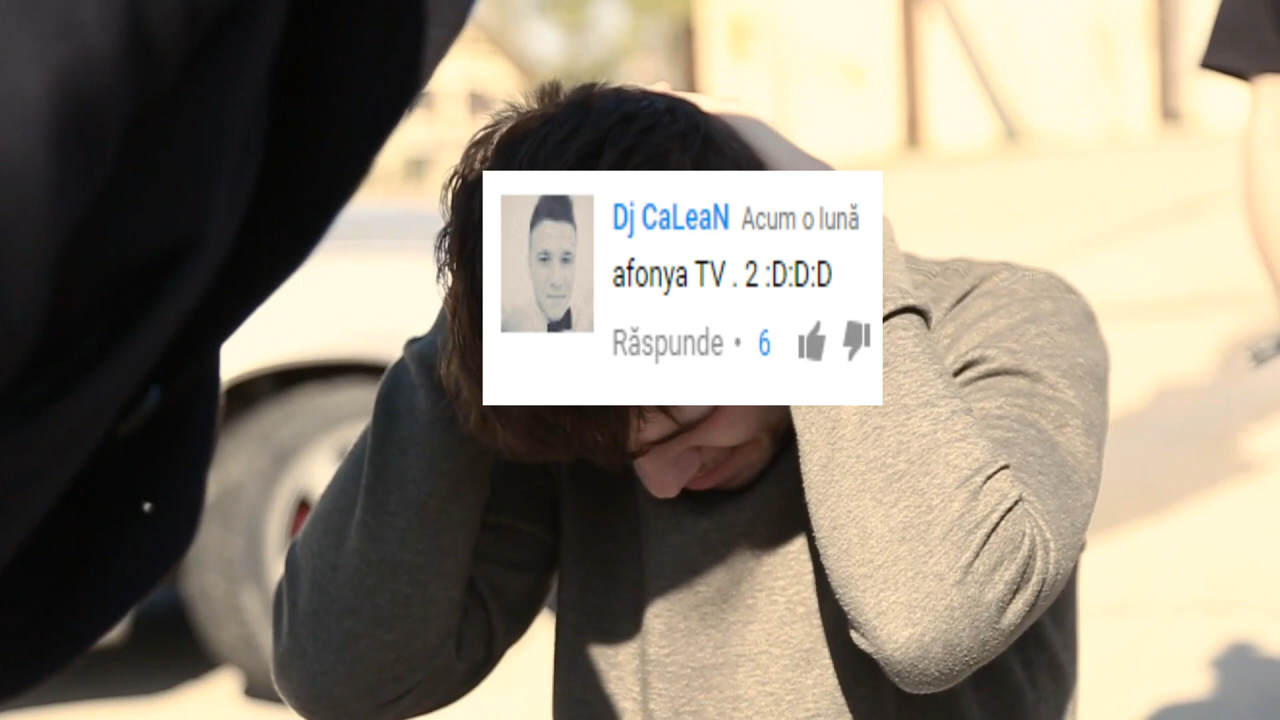 Dj CaLeaN Acum o lună
afonya TV . 2 :D:D:D
Răspunde • 6